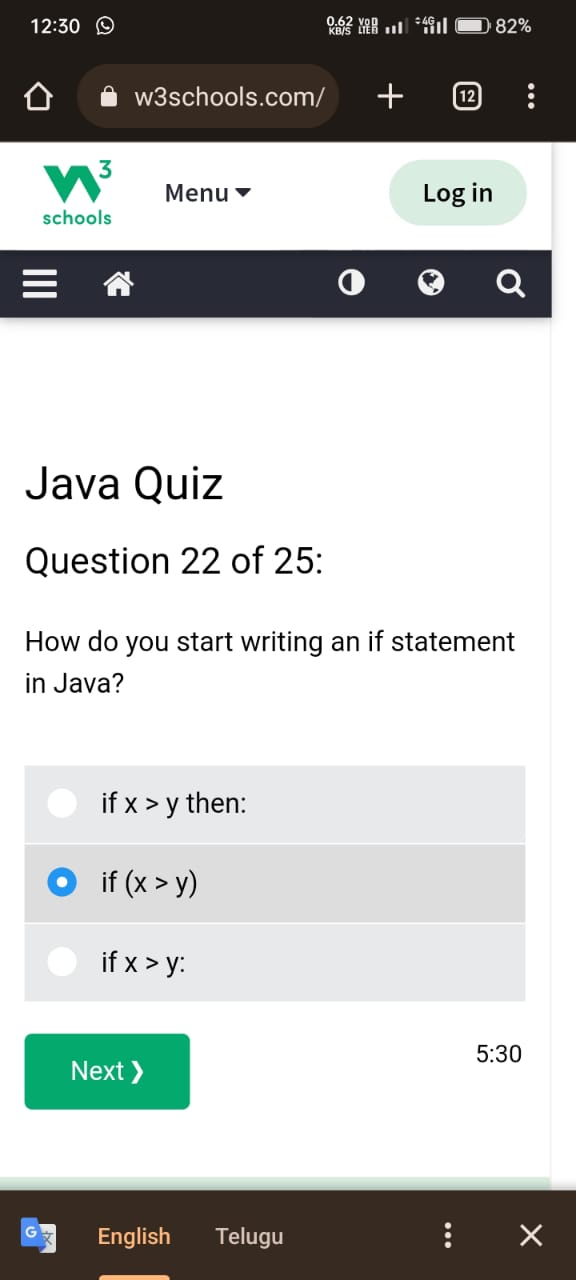 12:30 0.62 KB/S VoD LTE 4G 82%
w3schools.com/ 12
3
schools Menu Log in
Java Quiz
Question 22 of 25:
How do you start writing an if statement
in Java?
if x > y then:
if (x > y)
if x > y:
Next ❯ 5:30
G 文 English Telugu